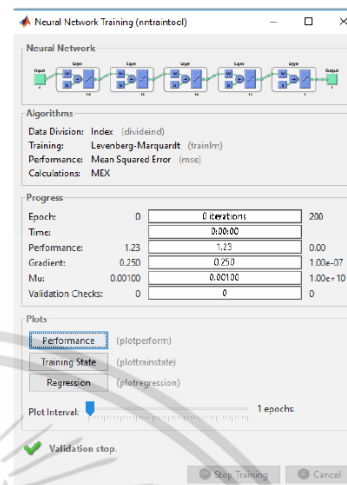 Neural Network Training (nntraintool)
Neural Network
Input Layer Layer Layer Layer Layer Output
W W W W W
b b b b b
Algorithms
Data Division: Index (divideind)
Training: Levenberg-Marquardt (trainlm)
Performance: Mean Squared Error (mse)
Calculations: MEX
Progress
Epoch: 0 0 iterations 200
Time: 0:00:00
Performance: 1.23 1.23 0.00
Gradient: 0.250 0.250 1.00e-07
Mu: 0.00100 0.00100 1.00e+10
Validation Checks: 0 0 0
Plots
Performance (plotperform)
Training State (plottrainstate)
Regression (plotregression)
Plot Interval: 1 epochs
Validation stop.
Stop Training Cancel